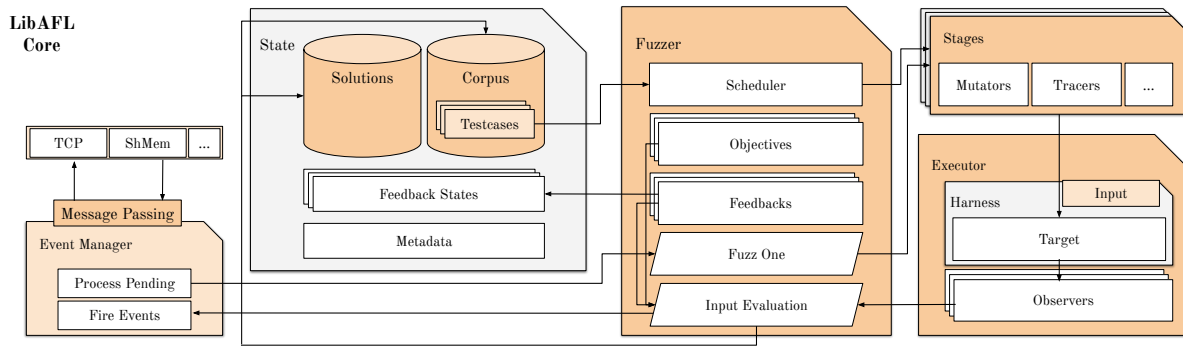 LibAFL
Core
State
Solutions
Corpus
Testcases
Feedback States
Metadata
TCP
ShMem
...
Message Passing
Event Manager
Process Pending
Fire Events
Fuzzer
Scheduler
Objectives
Feedbacks
Fuzz One
Input Evaluation
Stages
Mutators
Tracers
...
Executor
Input
Harness
Target
Observers